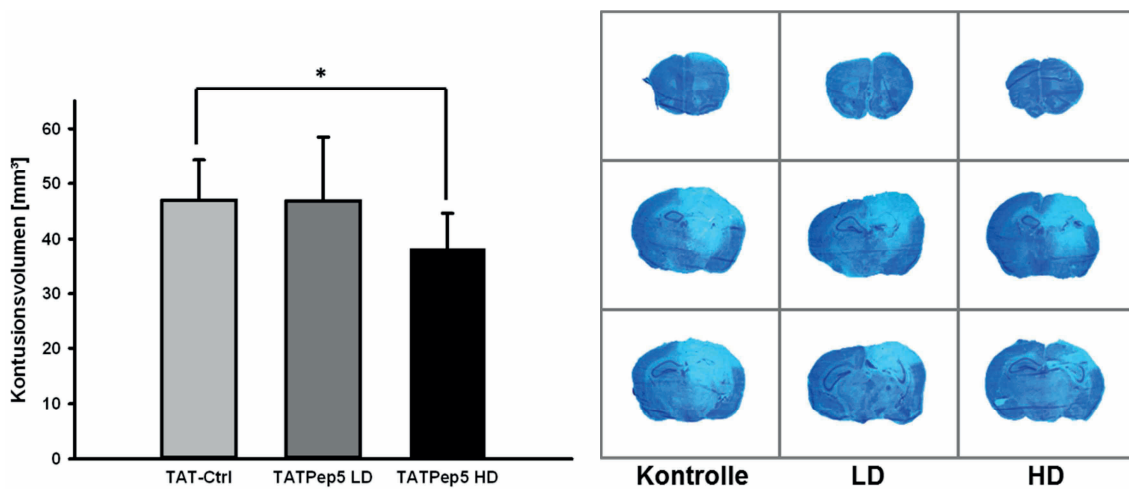 *
Kontusionsvolumen [mm³]
60
50
40
30
20
10
0
TAT-Ctrl TATPep5 LD TATPep5 HD
Kontrolle LD HD